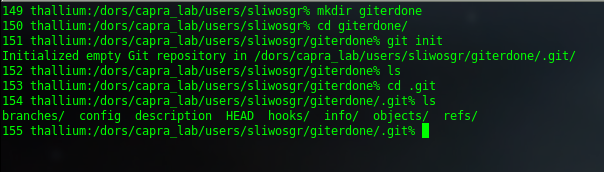 149 thallium:/dors/capra_lab/users/sliwosgr% mkdir giterdone
150 thallium:/dors/capra_lab/users/sliwosgr% cd giterdone/
151 thallium:/dors/capra_lab/users/sliwosgr/giterdone% git init
Initialized empty Git repository in /dors/capra_lab/users/sliwosgr/giterdone/.git/
152 thallium:/dors/capra_lab/users/sliwosgr/giterdone% ls
153 thallium:/dors/capra_lab/users/sliwosgr/giterdone% cd .git
154 thallium:/dors/capra_lab/users/sliwosgr/giterdone/.git% ls
branches/  config  description  HEAD  hooks/  info/  objects/  refs/
155 thallium:/dors/capra_lab/users/sliwosgr/giterdone/.git%